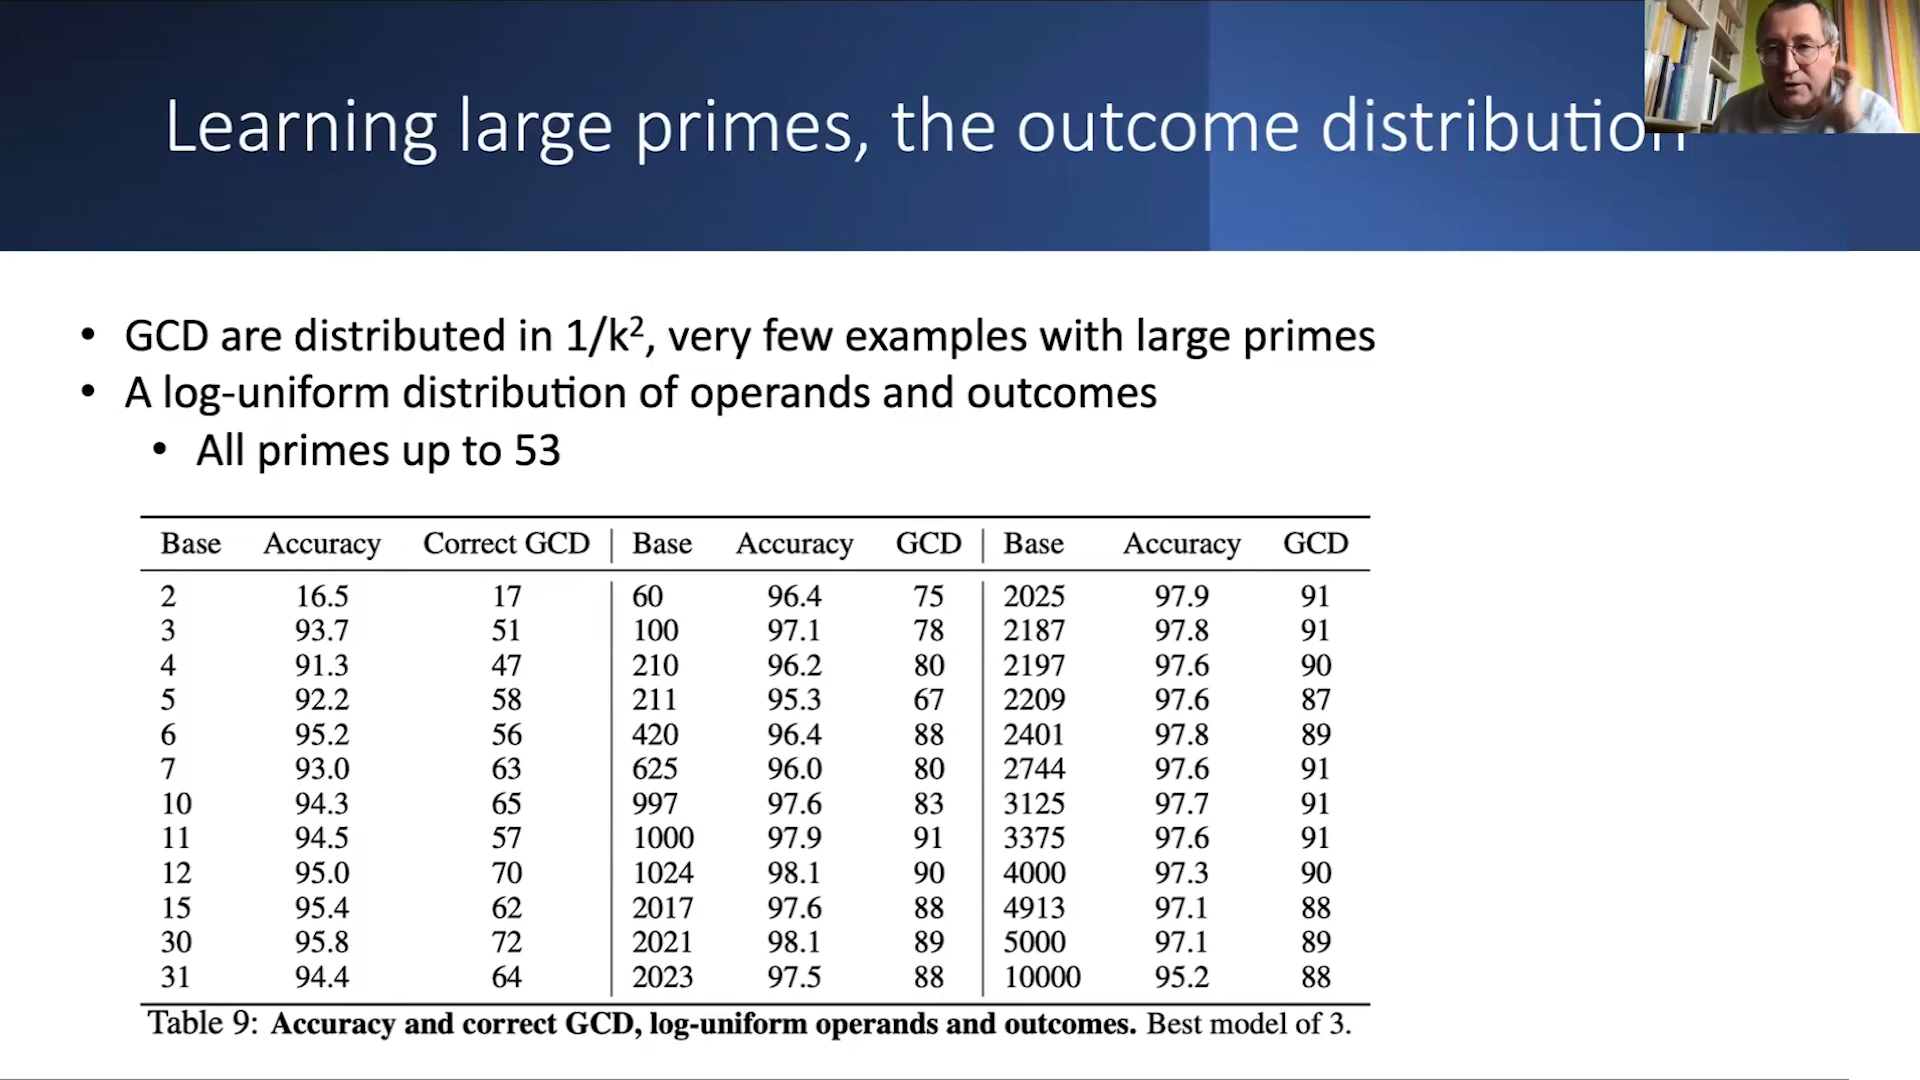 Learning large primes, the outcome distribution
• GCD are distributed in 1/k², very few examples with large primes
• A log-uniform distribution of operands and outcomes
• All primes up to 53
Base Accuracy Correct GCD Base Accuracy GCD Base Accuracy GCD
2 16.5 17 60 96.4 75 2025 97.9 91
3 93.7 51 100 97.1 78 2187 97.8 91
4 91.3 47 210 96.2 80 2197 97.6 90
5 92.2 58 211 95.3 67 2209 97.6 87
6 95.2 56 420 96.4 88 2401 97.8 89
7 93.0 63 625 96.0 80 2744 97.6 91
10 94.3 65 997 97.6 83 3125 97.7 91
11 94.5 57 1000 97.9 91 3375 97.6 91
12 95.0 70 1024 98.1 90 4000 97.3 90
15 95.4 62 2017 97.6 88 4913 97.1 88
30 95.8 72 2021 98.1 89 5000 97.1 89
31 94.4 64 2023 97.5 88 10000 95.2 88
Table 9: Accuracy and correct GCD, log-uniform operands and outcomes. Best model of 3.